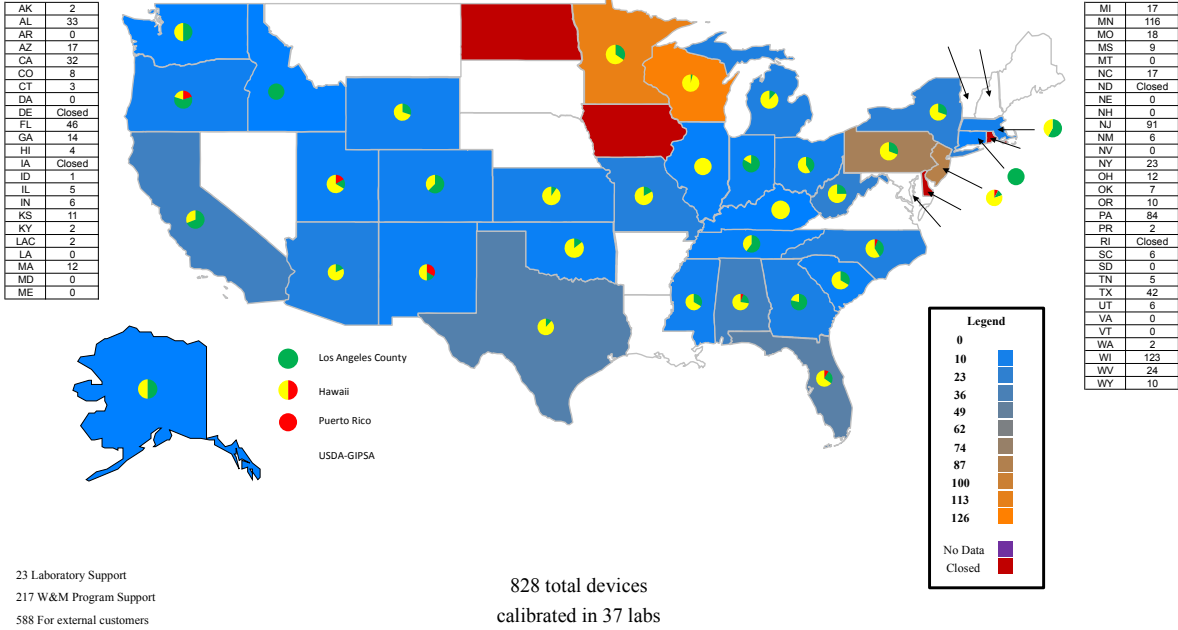 AK 2
AL 33
AR 0
AZ 17
CA 32
CO 8
CT 3
DA 0
DE Closed
FL 46
GA 14
HI 4
IA Closed
ID 1
IL 5
IN 6
KS 11
KY 2
LAC 2
LA 0
MA 12
MD 0
ME 0
MI 17
MN 116
MO 18
MS 9
MT 0
NC 17
ND Closed
NE 0
NH 0
NJ 91
NM 6
NV 0
NY 23
OH 12
OK 7
OR 10
PA 84
PR 2
RI Closed
SC 6
SD 0
TN 5
TX 42
UT 6
VA 0
VT 0
WA 2
WI 123
WV 24
WY 10
Los Angeles County
Hawaii
Puerto Rico
USDA-GIPSA
Legend
0
10
23
36
49
62
74
87
100
113
126
No Data
Closed
23 Laboratory Support
217 W&M Program Support
588 For external customers
828 total devices
calibrated in 37 labs